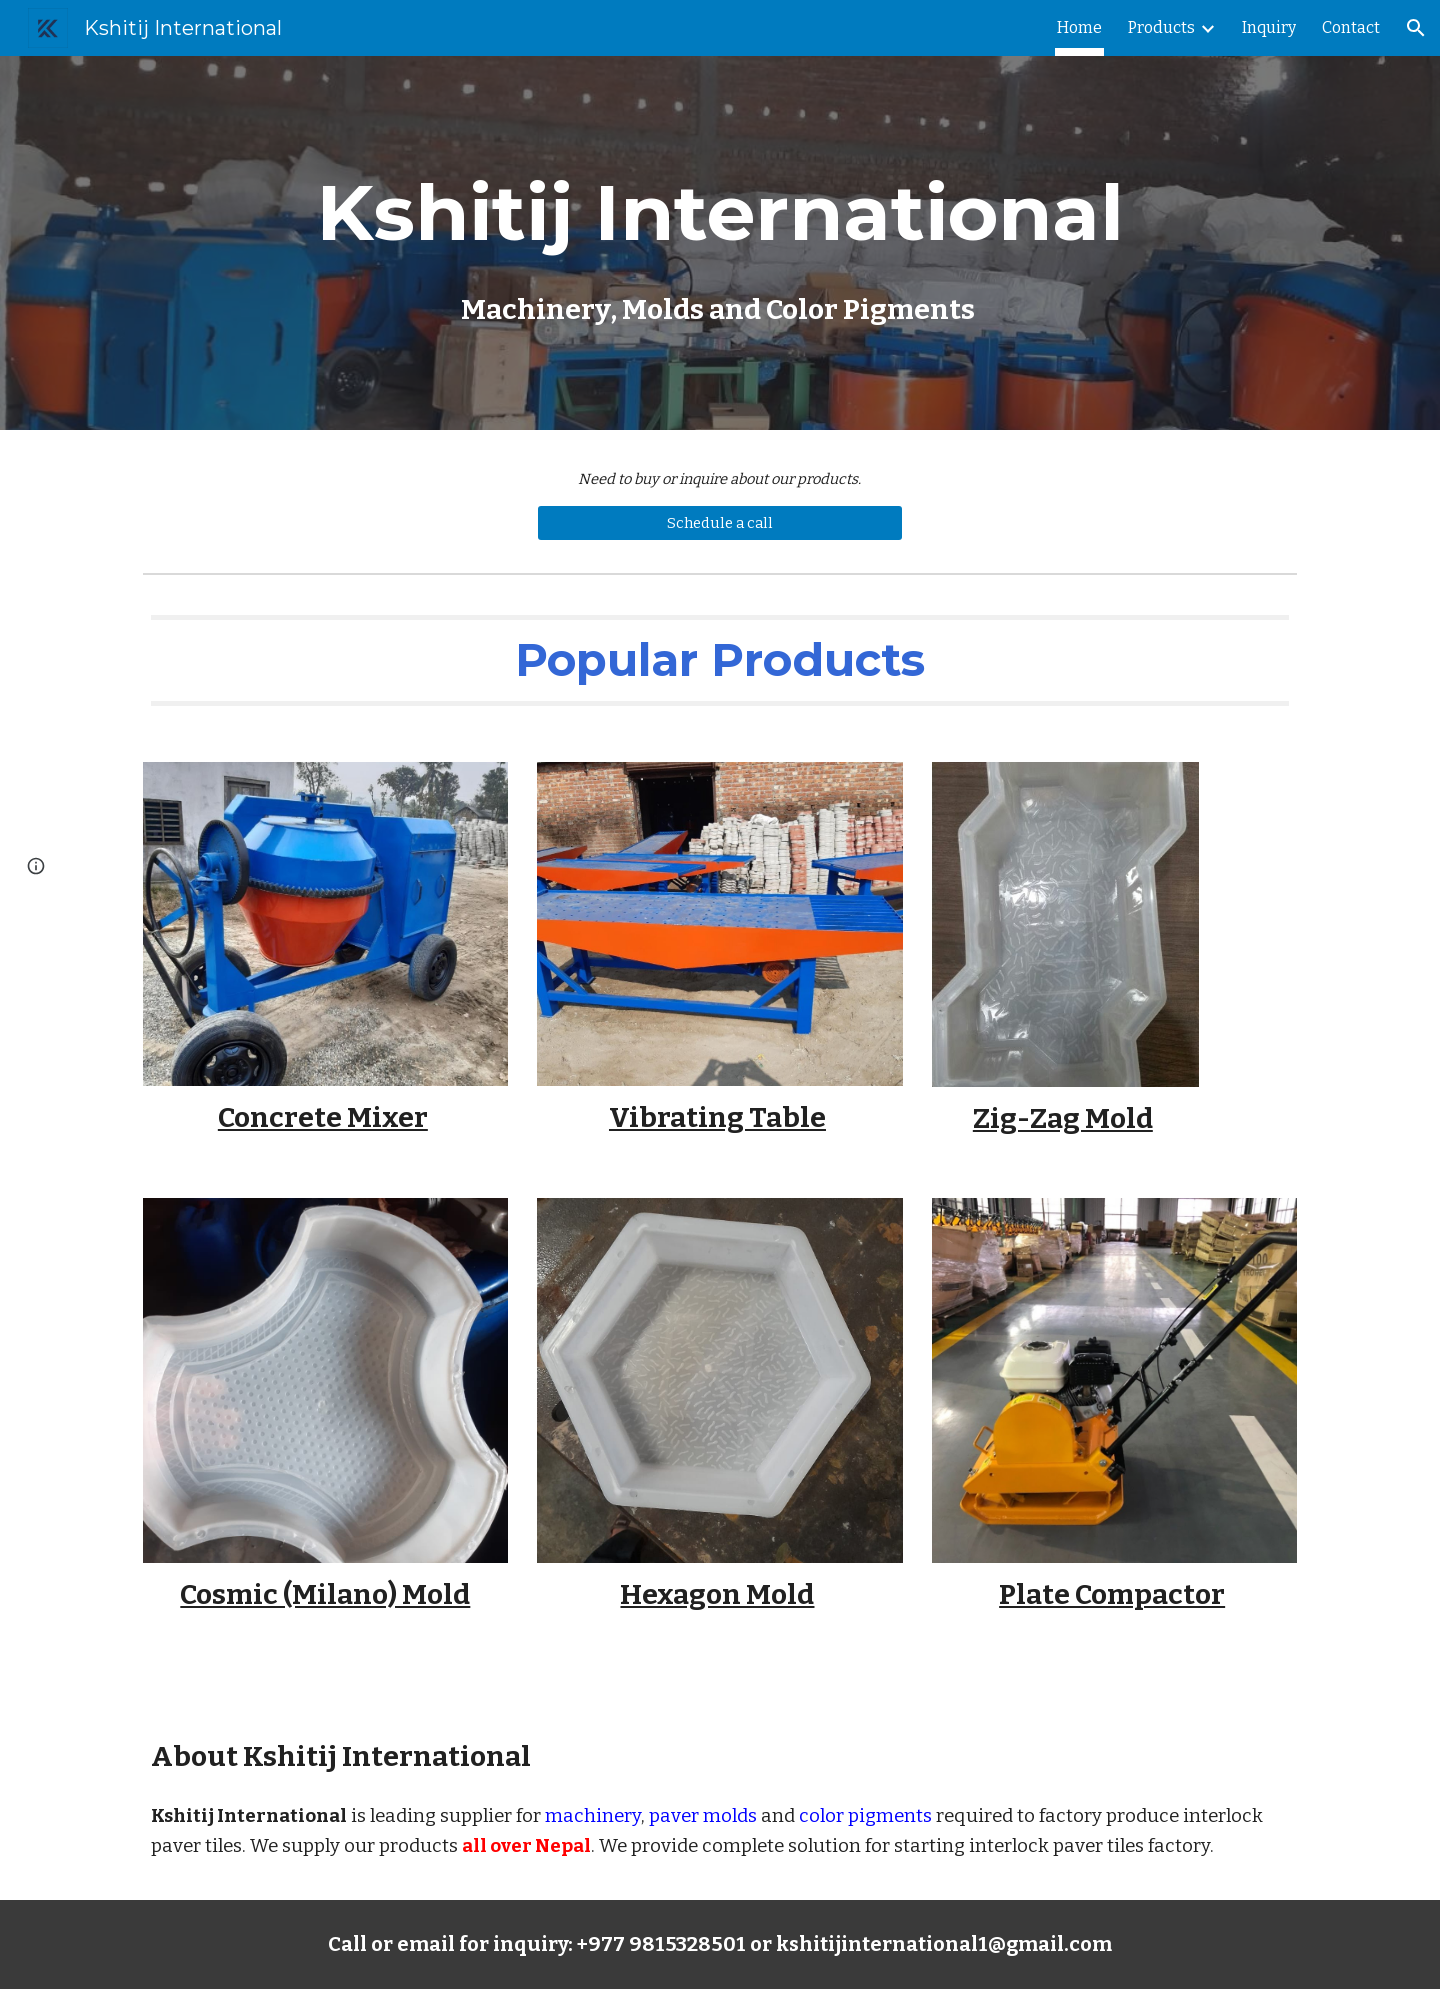 Kshitij International
Home
Products
Inquiry
Contact
Kshitij International
Machinery, Molds and Color Pigments
Need to buy or inquire about our products.
Schedule a call
Popular Products
Concrete Mixer
Vibrating Table
Zig-Zag Mold
Cosmic (Milano) Mold
Hexagon Mold
Plate Compactor
About Kshitij International
Kshitij International is leading supplier for machinery, paver molds and color pigments required to factory produce interlock
paver tiles. We supply our products all over Nepal. We provide complete solution for starting interlock paver tiles factory.
Call or email for inquiry: +977 9815328501 or kshitijinternational1@gmail.com